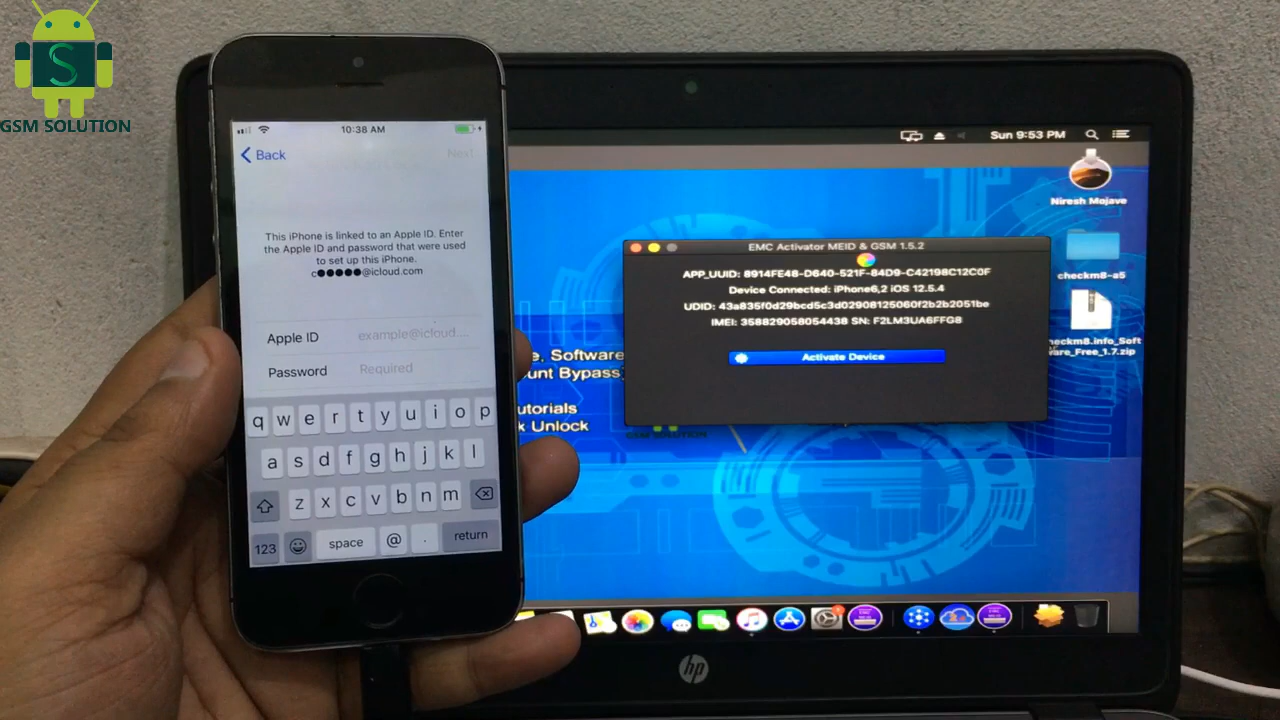 S
GSM SOLUTION
10:38 AM
Back
Next
This iPhone is linked to an Apple ID. Enter
the Apple ID and password that were used
to set up this iPhone.
c●●●●●@icloud.com
Apple ID example@icloud....
Password Required
q w e r t y u i o p
a s d f g h j k l
z x c v b n m
123 space @ . return
Sun 9:53 PM
Niresh Mojave
checkm8-a5
heckm8.info_Soft
ware_Free_1.7.zip
EMC Activator MEID & GSM 1.5.2
APP_UUID: 8914FE48-D640-521F-84D9-C42198C12C0F
Device Connected: iPhone6,2 iOS 12.5.4
UDID: 43a835f0d29bcd5c3d02908125060f2b2b2051be
IMEI: 358829058054438 SN: F2LM3UA6FFG8
Activate Device
e, Software
unt Bypass,
utorials
k Unlock
GSM SOLUTION
hp